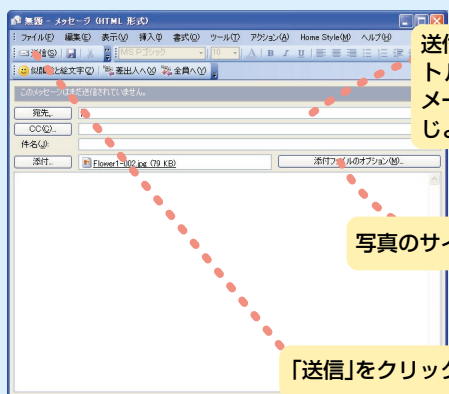 無題 - メッセージ (HTML 形式)
ファイル(F) 編集(E) 表示(V) 挿入(I) 書式(O) ツール(T) アクション(A) Home Style(M) ヘルプ(H)
送信(S) MS Pゴシック 10 A B I U
似顔絵と絵文字(Z) 差出人へ(X) 全員へ(Y)
このメッセージはまだ送信されていません。
宛先...
CC(C)...
件名(J):
添付... Flower1-002.jpg (79 KB) 添付ファイルのオプション(M)...
送信
トル
メー
じょ
写真のサイ
「送信」をクリック